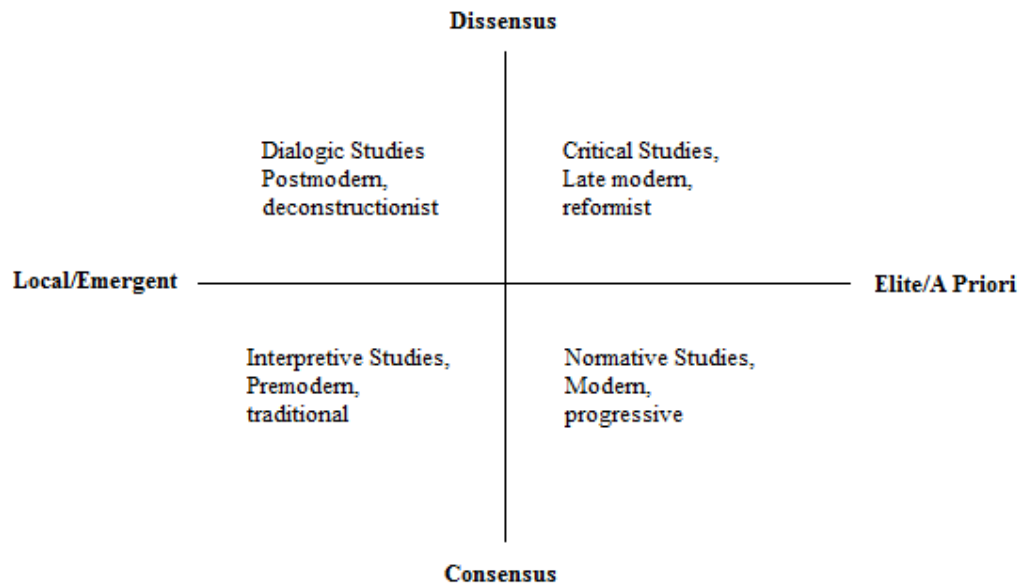 Dissensus
Dialogic Studies
Postmodern,
deconstructionist
Critical Studies,
Late modern,
reformist
Local/Emergent
Elite/A Priori
Interpretive Studies,
Premodern,
traditional
Normative Studies,
Modern,
progressive
Consensus